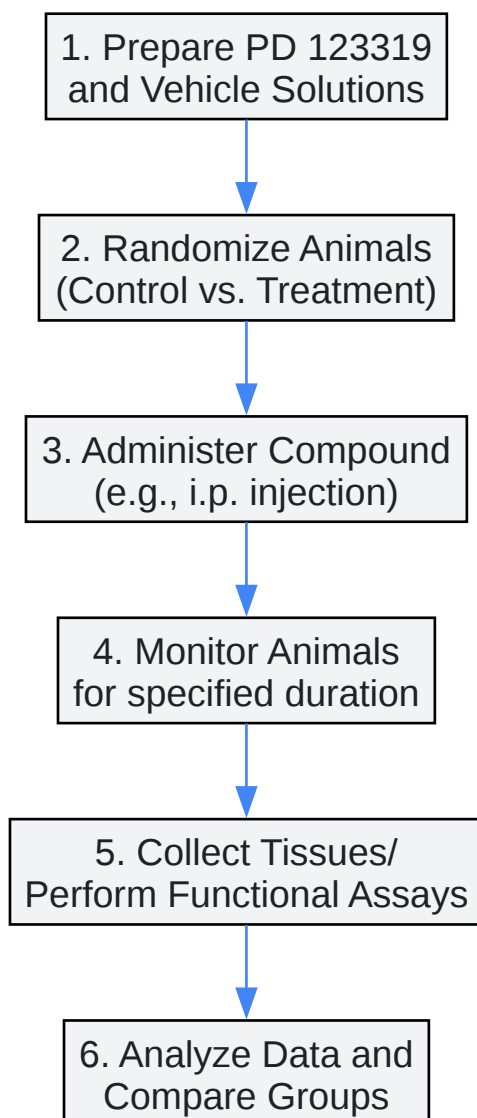 1. Prepare PD 123319
and Vehicle Solutions
2. Randomize Animals
(Control vs. Treatment)
3. Administer Compound
(e.g., i.p. injection)
4. Monitor Animals
for specified duration
5. Collect Tissues/
Perform Functional Assays
6. Analyze Data and
Compare Groups